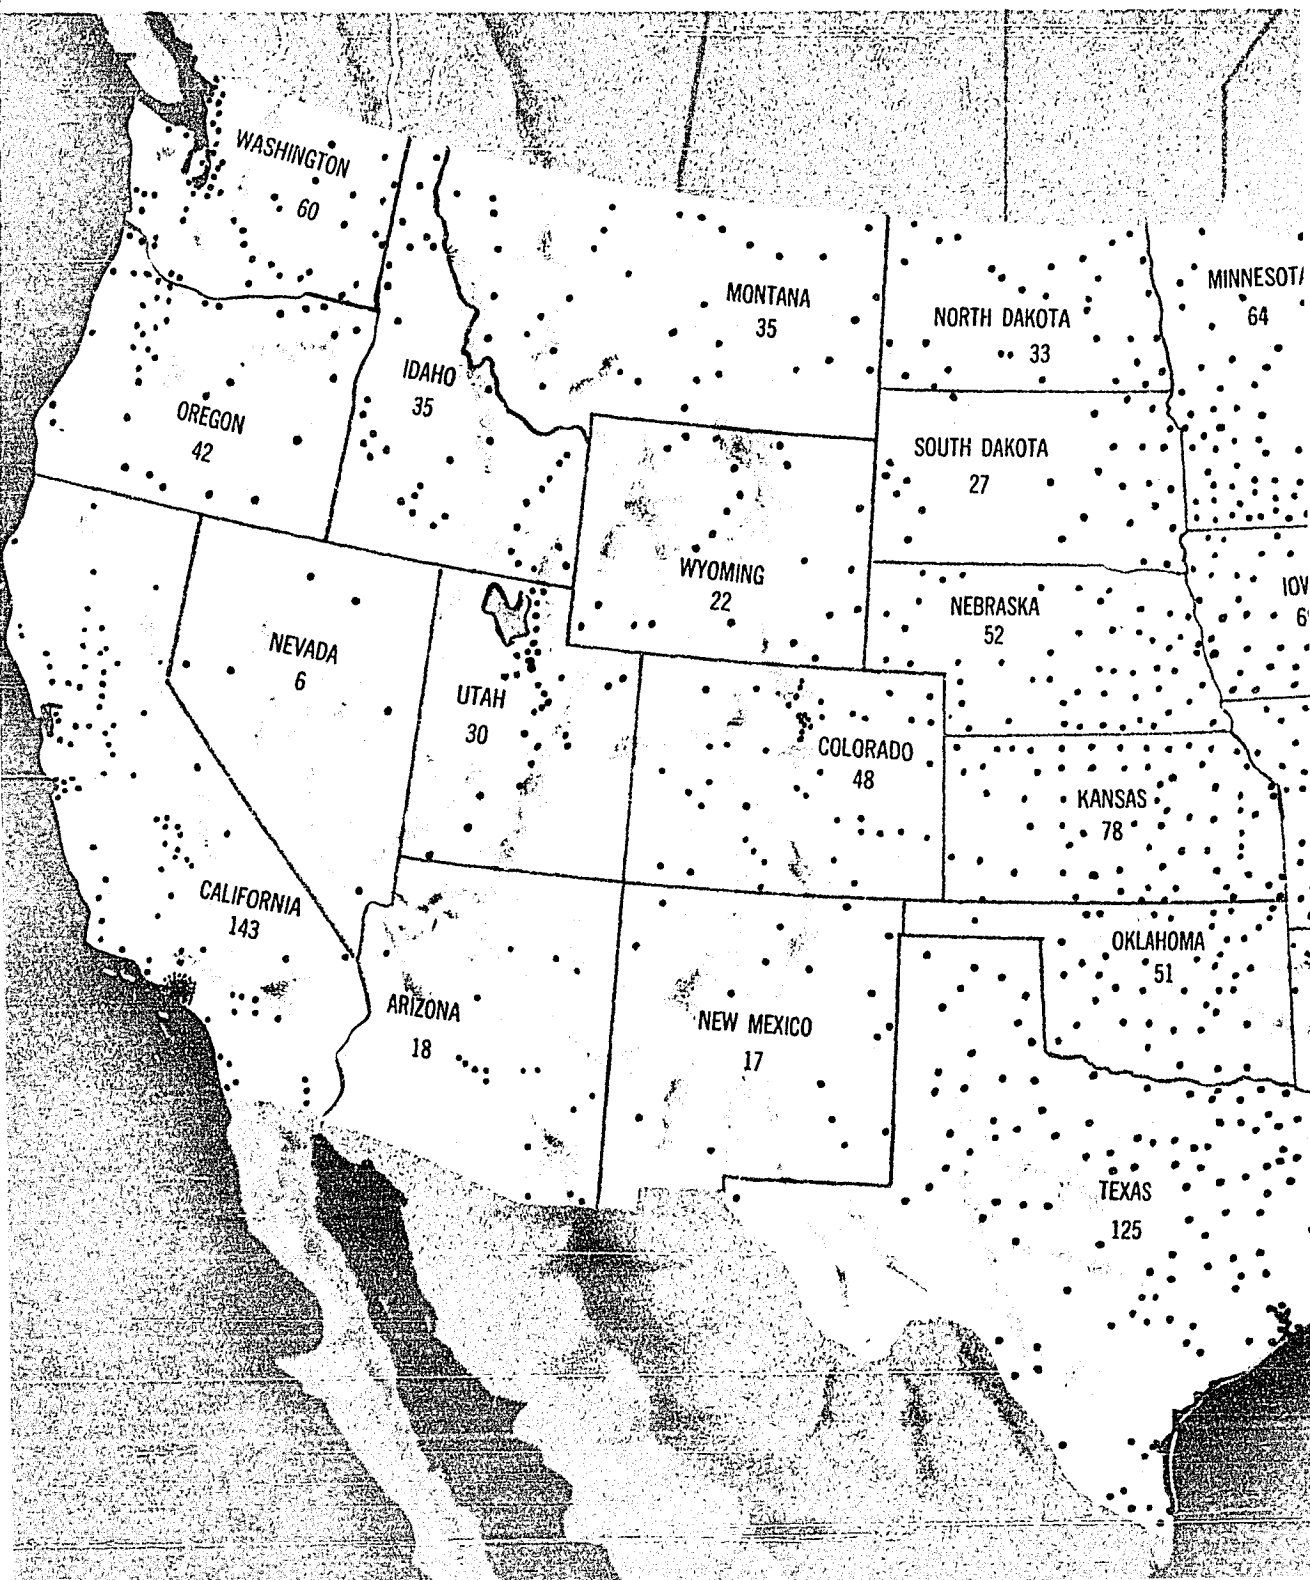 WASHINGTON
60
MONTANA
35
NORTH DAKOTA
33
MINNESOTA
64
IDAHO
35
OREGON
42
SOUTH DAKOTA
27
WYOMING
22
NEBRASKA
52
IOW
6
NEVADA
6
UTAH
30
COLORADO
48
KANSAS
78
CALIFORNIA
143
OKLAHOMA
51
ARIZONA
18
NEW MEXICO
17
TEXAS
125